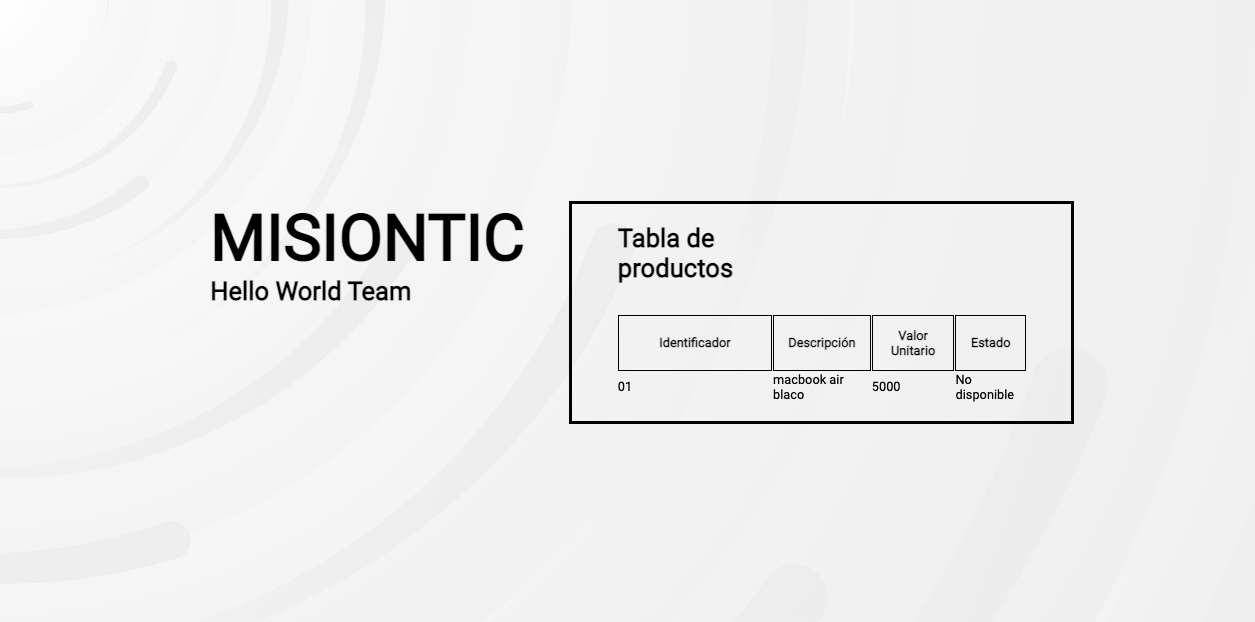 MISIONTIC
Hello World Team
Tabla de
productos
Identificador
Descripción
Valor
Unitario
Estado
01
macbook air
blaco
5000
No
disponible